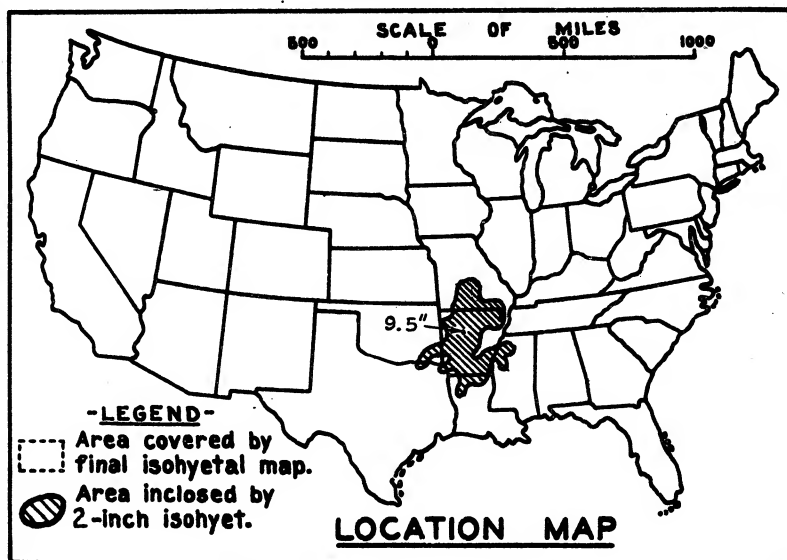 SCALE OF MILES
500 0 500 1000
9.5"
-LEGEND-
Area covered by
final isohyetal map.
Area inclosed by
2-inch isohyet.
LOCATION MAP